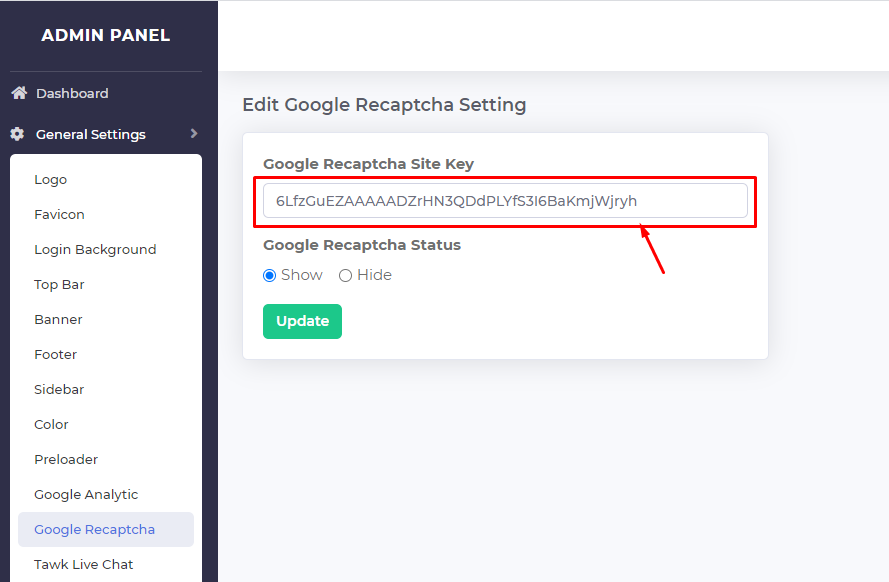 ADMIN PANEL
Dashboard
General Settings
Logo
Favicon
Login Background
Top Bar
Banner
Footer
Sidebar
Color
Preloader
Google Analytic
Google Recaptcha
Tawk Live Chat
Edit Google Recaptcha Setting
Google Recaptcha Site Key
6LfzGuEZAAAAADZrHN3QDdPLYfS3I6BaKmjWjryh
Google Recaptcha Status
Show Hide
Update